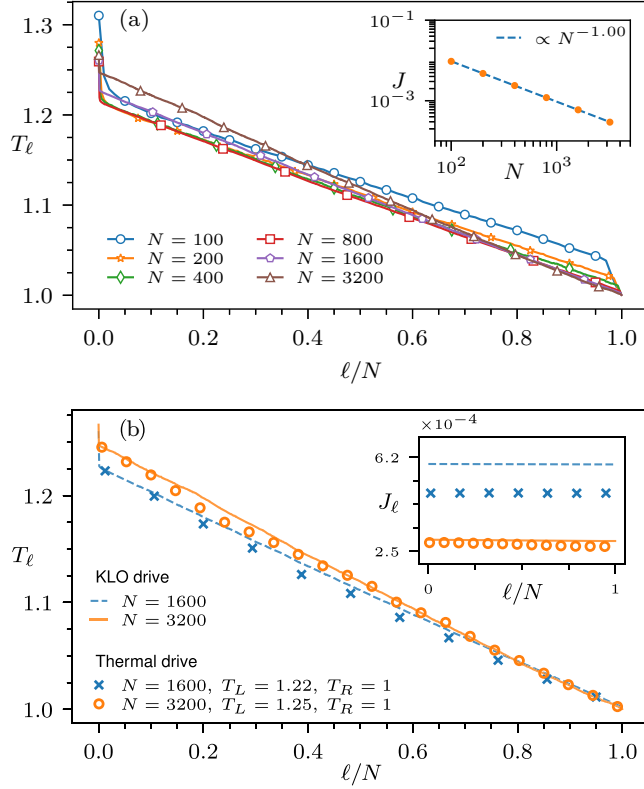 (a)
1.3
1.2
1.1
1.0
T_ℓ
0.0 0.2 0.4 0.6 0.8 1.0
ℓ/N
N = 100 N = 800
N = 200 N = 1600
N = 400 N = 3200
10^{-1}
10^{-3}
J
∝ N^{-1.00}
10^2 10^3
N
(b)
1.2
1.1
1.0
T_ℓ
0.0 0.2 0.4 0.6 0.8 1.0
ℓ/N
KLO drive
N = 1600
N = 3200
Thermal drive
N = 1600, T_L = 1.22, T_R = 1
N = 3200, T_L = 1.25, T_R = 1
×10^{-4}
6.2
J_ℓ
2.5
0 1
ℓ/N